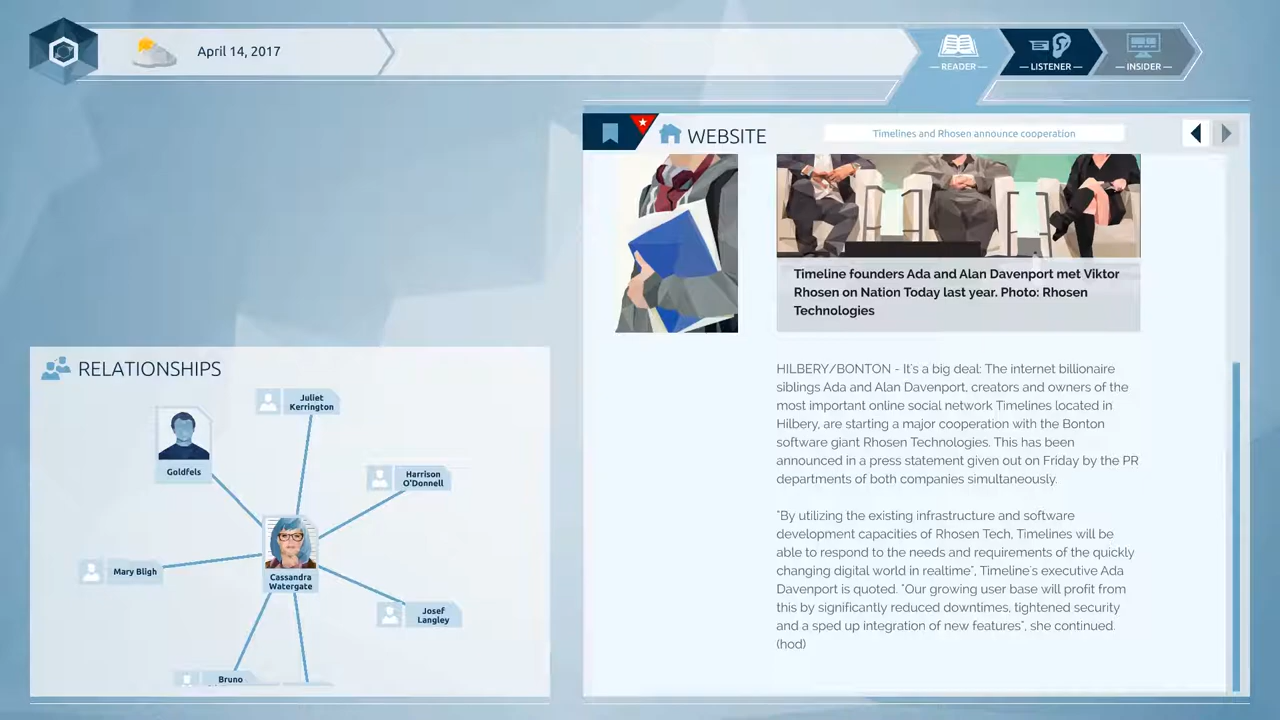 April 14, 2017
— READER —
— LISTENER —
— INSIDER —
WEBSITE
Timelines and Rhosen announce cooperation
Timeline founders Ada and Alan Davenport met Viktor
Rhosen on Nation Today last year. Photo: Rhosen
Technologies
HILBERY/BONTON - It's a big deal: The internet billionaire
siblings Ada and Alan Davenport, creators and owners of the
most important online social network Timelines located in
Hilbery, are starting a major cooperation with the Bonton
software giant Rhosen Technologies. This has been
announced in a press statement given out on Friday by the PR
departments of both companies simultaneously.
"By utilizing the existing infrastructure and software
development capacities of Rhosen Tech, Timelines will be
able to respond to the needs and requirements of the quickly
changing digital world in realtime", Timeline's executive Ada
Davenport is quoted. "Our growing user base will profit from
this by significantly reduced downtimes, tightened security
and a sped up integration of new features", she continued.
(hod)
RELATIONSHIPS
Juliet
Kerrington
Goldfels
Harrison
O'Donnell
Mary Bligh
Cassandra
Watergate
Josef
Langley
Bruno